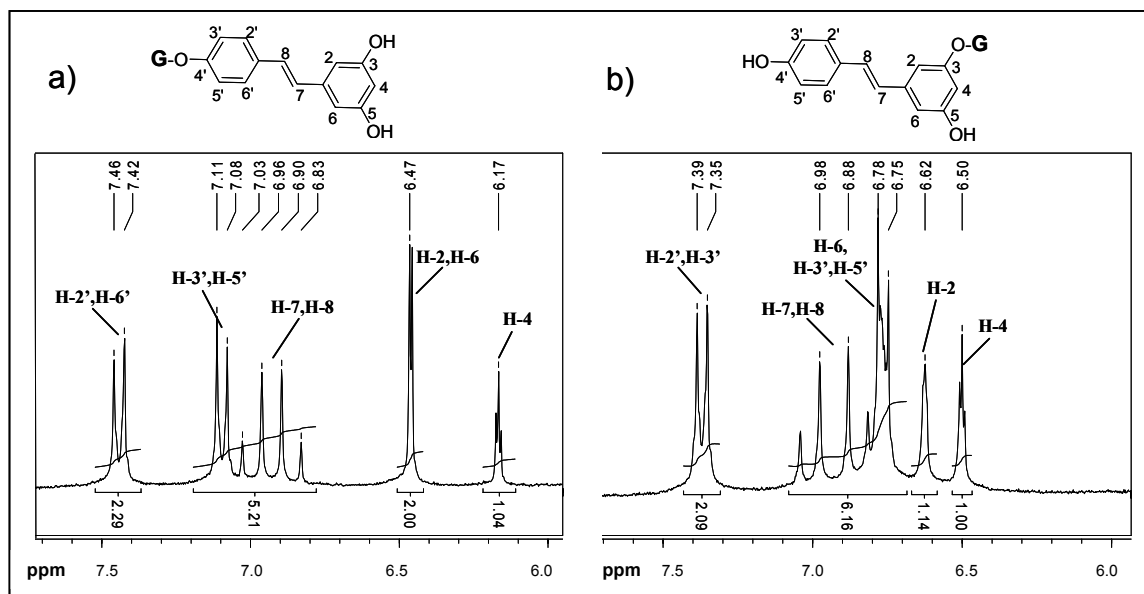 a)
3' 2' 8 2 OH
G-O 3
4' 4
7 5
5' 6' 6 OH
7.46 7.42 7.11 7.08 7.03 6.96 6.90 6.83 6.47 6.17
H-2',H-6'
H-3',H-5'
H-7,H-8
H-2,H-6
H-4
2.29 5.21 2.00 1.04
ppm 7.5 7.0 6.5 6.0
b)
3' 2' 8 2 O-G
HO 3
4' 4
7 5
5' 6' 6 OH
7.39 7.35 6.98 6.88 6.78 6.75 6.62 6.50
H-2',H-3'
H-7,H-8
H-6,
H-3',H-5'
H-2
H-4
2.09 6.16 1.14 1.00
ppm 7.5 7.0 6.5 6.0